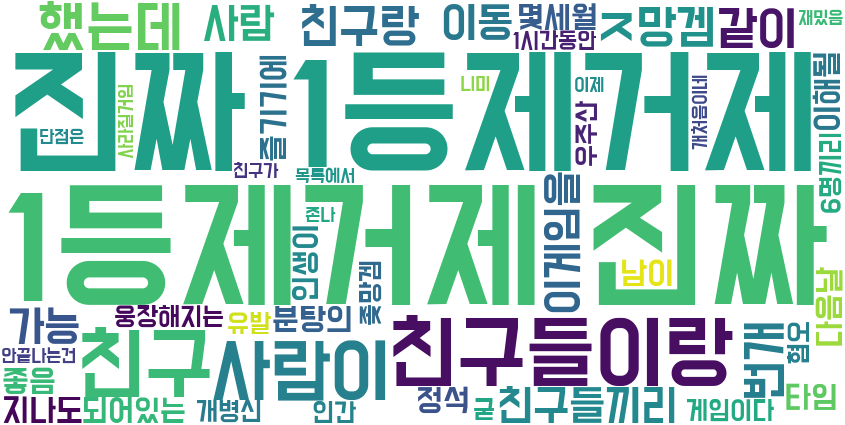 했는데
사람
친구랑
이동
몇세월
1시간동안
ㅈ망겜
같이
재밌음
진짜
1등제거제
니미
이제
우주산
개처음이네
이해될
6명끼리
단점은
사라질거임
즐기기에
친구가
목특에서
존나
1등제거제
진짜
인생이
이게임을
남이
다음날
가능
웅장해지는
유발
분탕의
좆망겜
안끝나는건
친구
사람이
친구들이랑
번개
혐오
좋음
지나도
되어있는
개병신
인간
정석
굳
친구들끼리
게임이다
타임